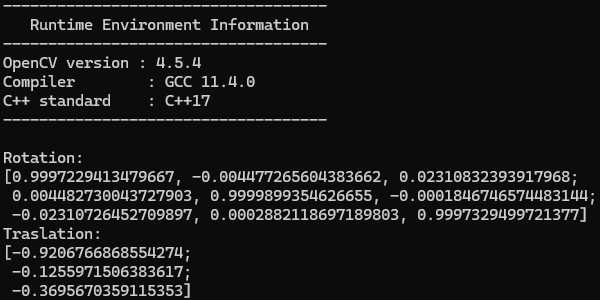 ------------------------------------
Runtime Environment Information
------------------------------------
OpenCV version : 4.5.4
Compiler : GCC 11.4.0
C++ standard : C++17
------------------------------------
Rotation:
[0.9997229413479667, -0.004477265604383662, 0.02310832393917968;
0.004482730043727903, 0.9999899354626655, -0.0001846746574483144;
-0.02310726452709897, 0.0002882118697189803, 0.9997329499721377]
Traslation:
[-0.9206766868554274;
-0.1255971506383617;
-0.3695670359115353]